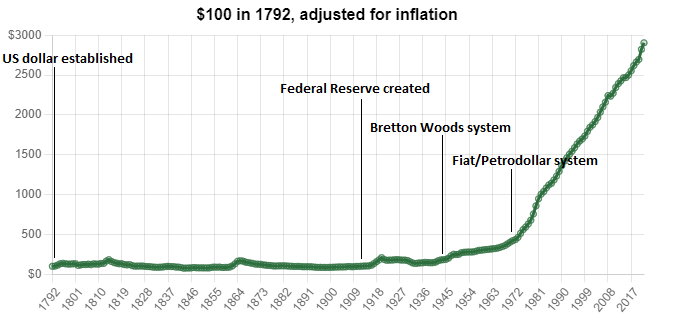 $100 in 1792, adjusted for inflation
$3000
US dollar established
2500
Federal Reserve created
2000
Bretton Woods system
1500
Fiat/Petrodollar system
1000
500
$0
1792 1801 1810 1819 1828 1837 1846 1855 1864 1873 1882 1891 1900 1909 1918 1927 1936 1945 1954 1963 1972 1981 1990 1999 2008 2017